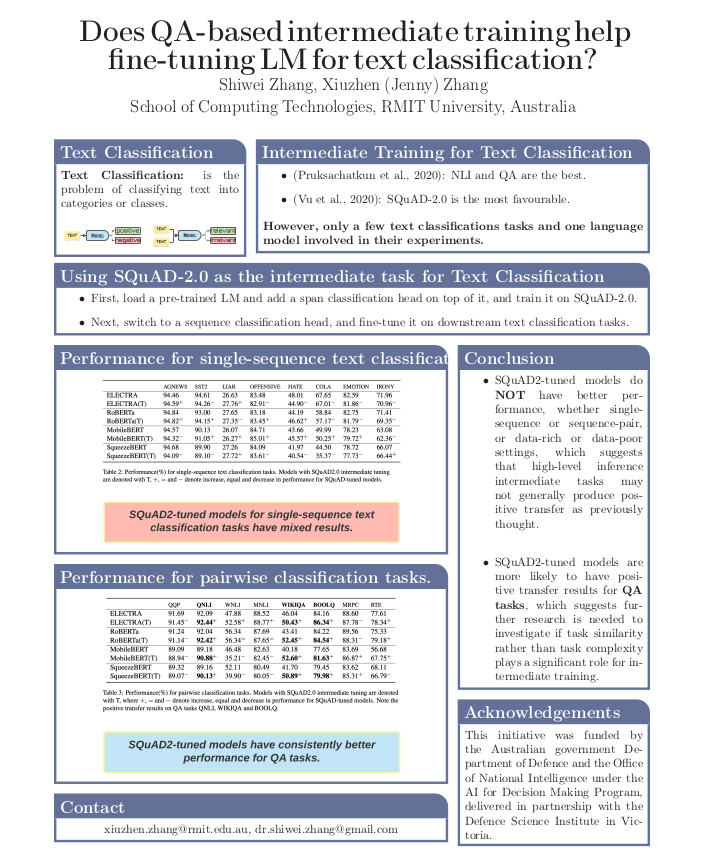 Does QA-based intermediate training help
fine-tuning LM for text classification?
Shiwei Zhang, Xiuzhen (Jenny) Zhang
School of Computing Technologies, RMIT University, Australia
Text Classification
Text Classification: is the
problem of classifying text into
categories or classes.
TEXT MODEL positive
negative
TEXT TEXT MODEL relevant
irrelevant
Intermediate Training for Text Classification
• (Pruksachatkun et al., 2020): NLI and QA are the best.
• (Vu et al., 2020): SQuAD-2.0 is the most favourable.
However, only a few text classifications tasks and one language
model involved in their experiments.
Using SQuAD-2.0 as the intermediate task for Text Classification
• First, load a pre-trained LM and add a span classification head on top of it, and train it on SQuAD-2.0.
• Next, switch to a sequence classification head, and fine-tune it on downstream text classification tasks.
Performance for single-sequence text classificat
AGNEWS SST2 LIAR OFFENSIVE HATE COLA EMOTION IRONY
ELECTRA 94.46 94.61 26.63 83.48 48.01 67.65 82.59 71.96
ELECTRA(T) 94.59⁺ 94.26⁻ 27.76⁺ 82.91⁻ 44.90⁻ 67.01⁻ 81.86⁻ 70.96⁻
RoBERTa 94.84 93.00 27.65 83.18 44.19 58.84 82.75 71.41
RoBERTa(T) 94.82⁼ 94.15⁺ 27.35⁻ 83.45⁺ 46.62⁺ 57.17⁻ 81.79⁻ 69.35⁻
MobileBERT 94.57 90.13 26.07 84.71 43.66 49.99 78.23 63.08
MobileBERT(T) 94.32⁻ 91.05⁺ 26.27⁺ 85.01⁺ 45.57⁺ 50.25⁺ 79.72⁺ 62.36⁻
SqueezeBERT 94.68 89.90 27.26 84.09 41.97 44.50 78.72 66.07
SqueezeBERT(T) 94.09⁻ 89.10⁻ 27.72⁺ 83.61⁻ 40.54⁻ 35.37⁻ 77.73⁻ 66.44⁺
Table 2: Performance(%) for single-sequence text classification tasks. Models with SQuAD2.0 intermediate tuning
are denoted with T, +, = and − denote increase, equal and decrease in performance for SQuAD-tuned models.
SQuAD2-tuned models for single-sequence text
classification tasks have mixed results.
Performance for pairwise classification tasks.
QQP QNLI WNLI MNLI WIKIQA BOOLQ MRPC RTE
ELECTRA 91.69 92.09 47.88 88.52 46.04 84.16 88.60 77.61
ELECTRA(T) 91.45⁻ 92.44⁺ 52.58⁺ 88.77⁺ 50.43⁺ 86.34⁺ 87.78⁻ 78.34⁺
RoBERTa 91.24 92.04 56.34 87.69 43.41 84.22 89.56 75.33
RoBERTa(T) 91.14⁻ 92.42⁺ 56.34⁼ 87.65⁼ 52.45⁺ 84.54⁺ 88.31⁻ 79.18⁺
MobileBERT 89.09 89.18 46.48 82.63 40.18 77.65 83.69 56.68
MobileBERT(T) 88.94⁻ 90.88⁺ 35.21⁻ 82.45⁻ 52.60⁺ 81.63⁺ 86.87⁺ 67.75⁺
SqueezeBERT 89.32 89.16 52.11 80.49 41.70 79.45 83.62 68.11
SqueezeBERT(T) 89.07⁻ 90.13⁺ 39.90⁻ 80.05⁻ 50.89⁺ 79.98⁺ 85.31⁺ 66.79⁻
Table 3: Performance(%) for pairwise classification tasks. Models with SQuAD2.0 intermediate tuning are denoted
with T, where +, = and − denote increase, equal and decrease in performance for SQuAD-tuned models. Note the
positive transfer results on QA tasks QNLI, WIKIQA and BOOLQ.
SQuAD2-tuned models have consistently better
performance for QA tasks.
Contact
xiuzhen.zhang@rmit.edu.au, dr.shiwei.zhang@gmail.com
Conclusion
• SQuAD2-tuned models do
NOT have better per-
formance, whether single-
sequence or sequence-pair,
or data-rich or data-poor
settings, which suggests
that high-level inference
intermediate tasks may
not generally produce pos-
itive transfer as previously
thought.
• SQuAD2-tuned models are
more likely to have posi-
tive transfer results for QA
tasks, which suggests fur-
ther research is needed to
investigate if task similarity
rather than task complexity
plays a significant role for in-
termediate training.
Acknowledgements
This initiative was funded by
the Australian government De-
partment of Defence and the Office
of National Intelligence under the
AI for Decision Making Program,
delivered in partnership with the
Defence Science Institute in Vic-
toria.